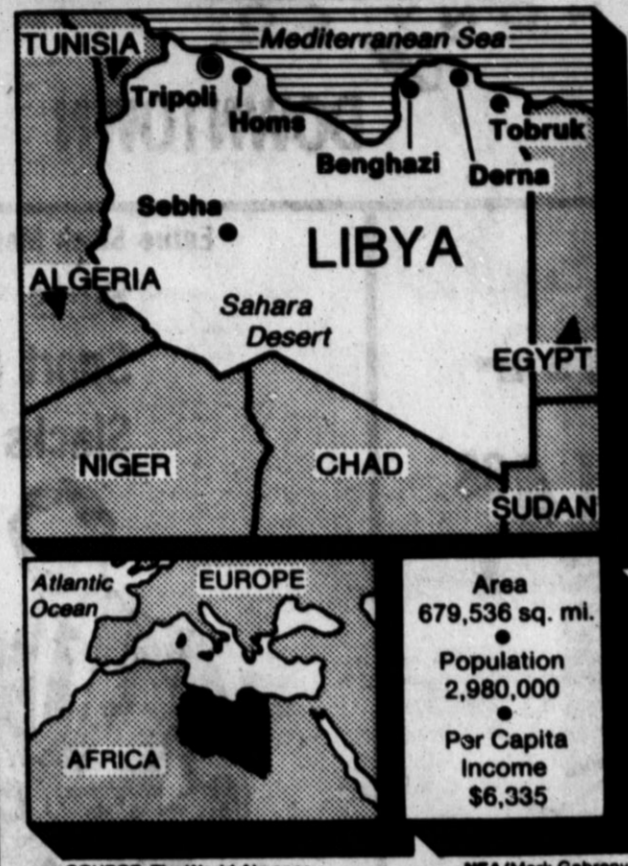 TUNISIA
Mediterranean Sea
Tripoli
Homs
Tobruk
Benghazi
Derna
Sebha
LIBYA
ALGERIA
Sahara
Desert
EGYPT
NIGER
CHAD
SUDAN
Atlantic
Ocean
EUROPE
AFRICA
Area
679,536 sq. mi.
Population
2,980,000
Per Capita
Income
$6,335